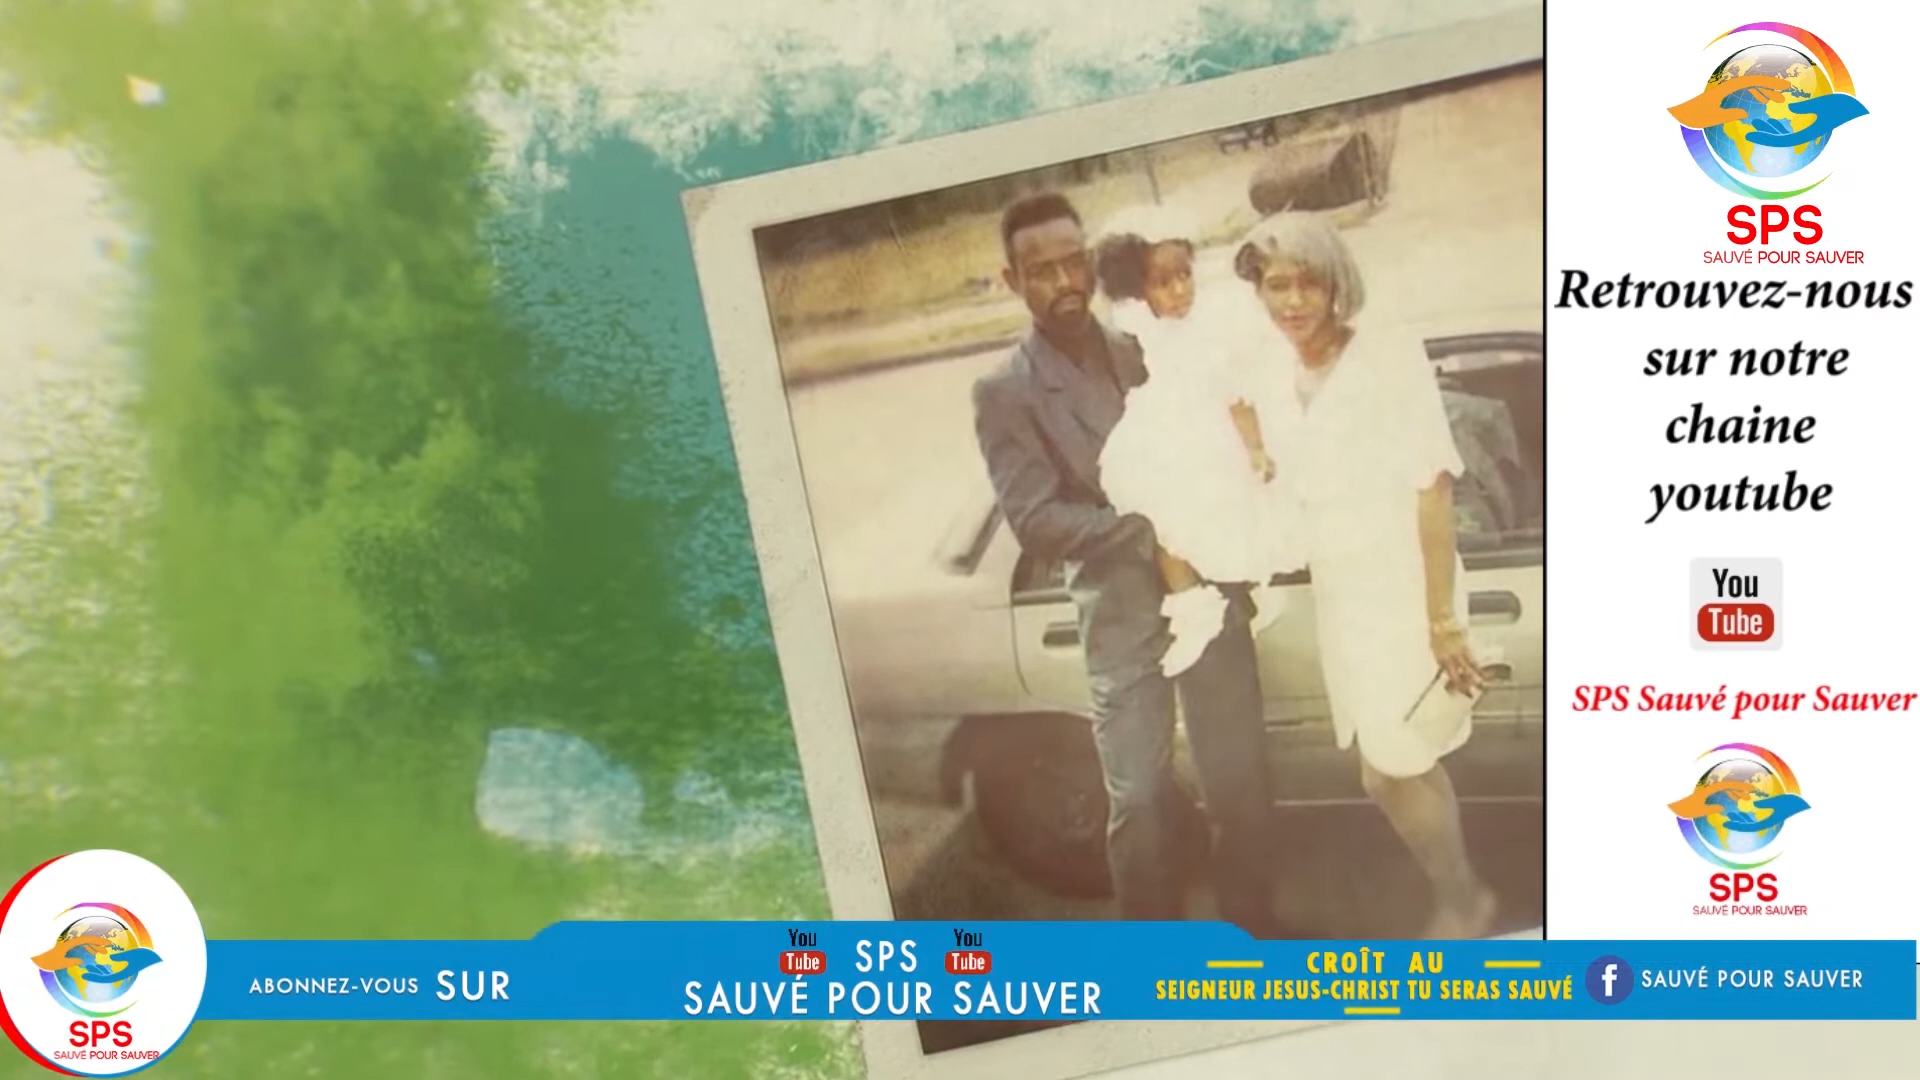 SPS
SAUVÉ POUR SAUVER
Retrouvez-nous
sur notre
chaine
youtube
You
Tube
SPS Sauvé pour Sauver
SPS
SAUVÉ POUR SAUVER
SPS
SAUVÉ POUR SAUVER
ABONNEZ-VOUS SUR
You Tube SPS You Tube
SAUVÉ POUR SAUVER
CROÎT AU
SEIGNEUR JESUS-CHRIST TU SERAS SAUVÉ
f SAUVÉ POUR SAUVER